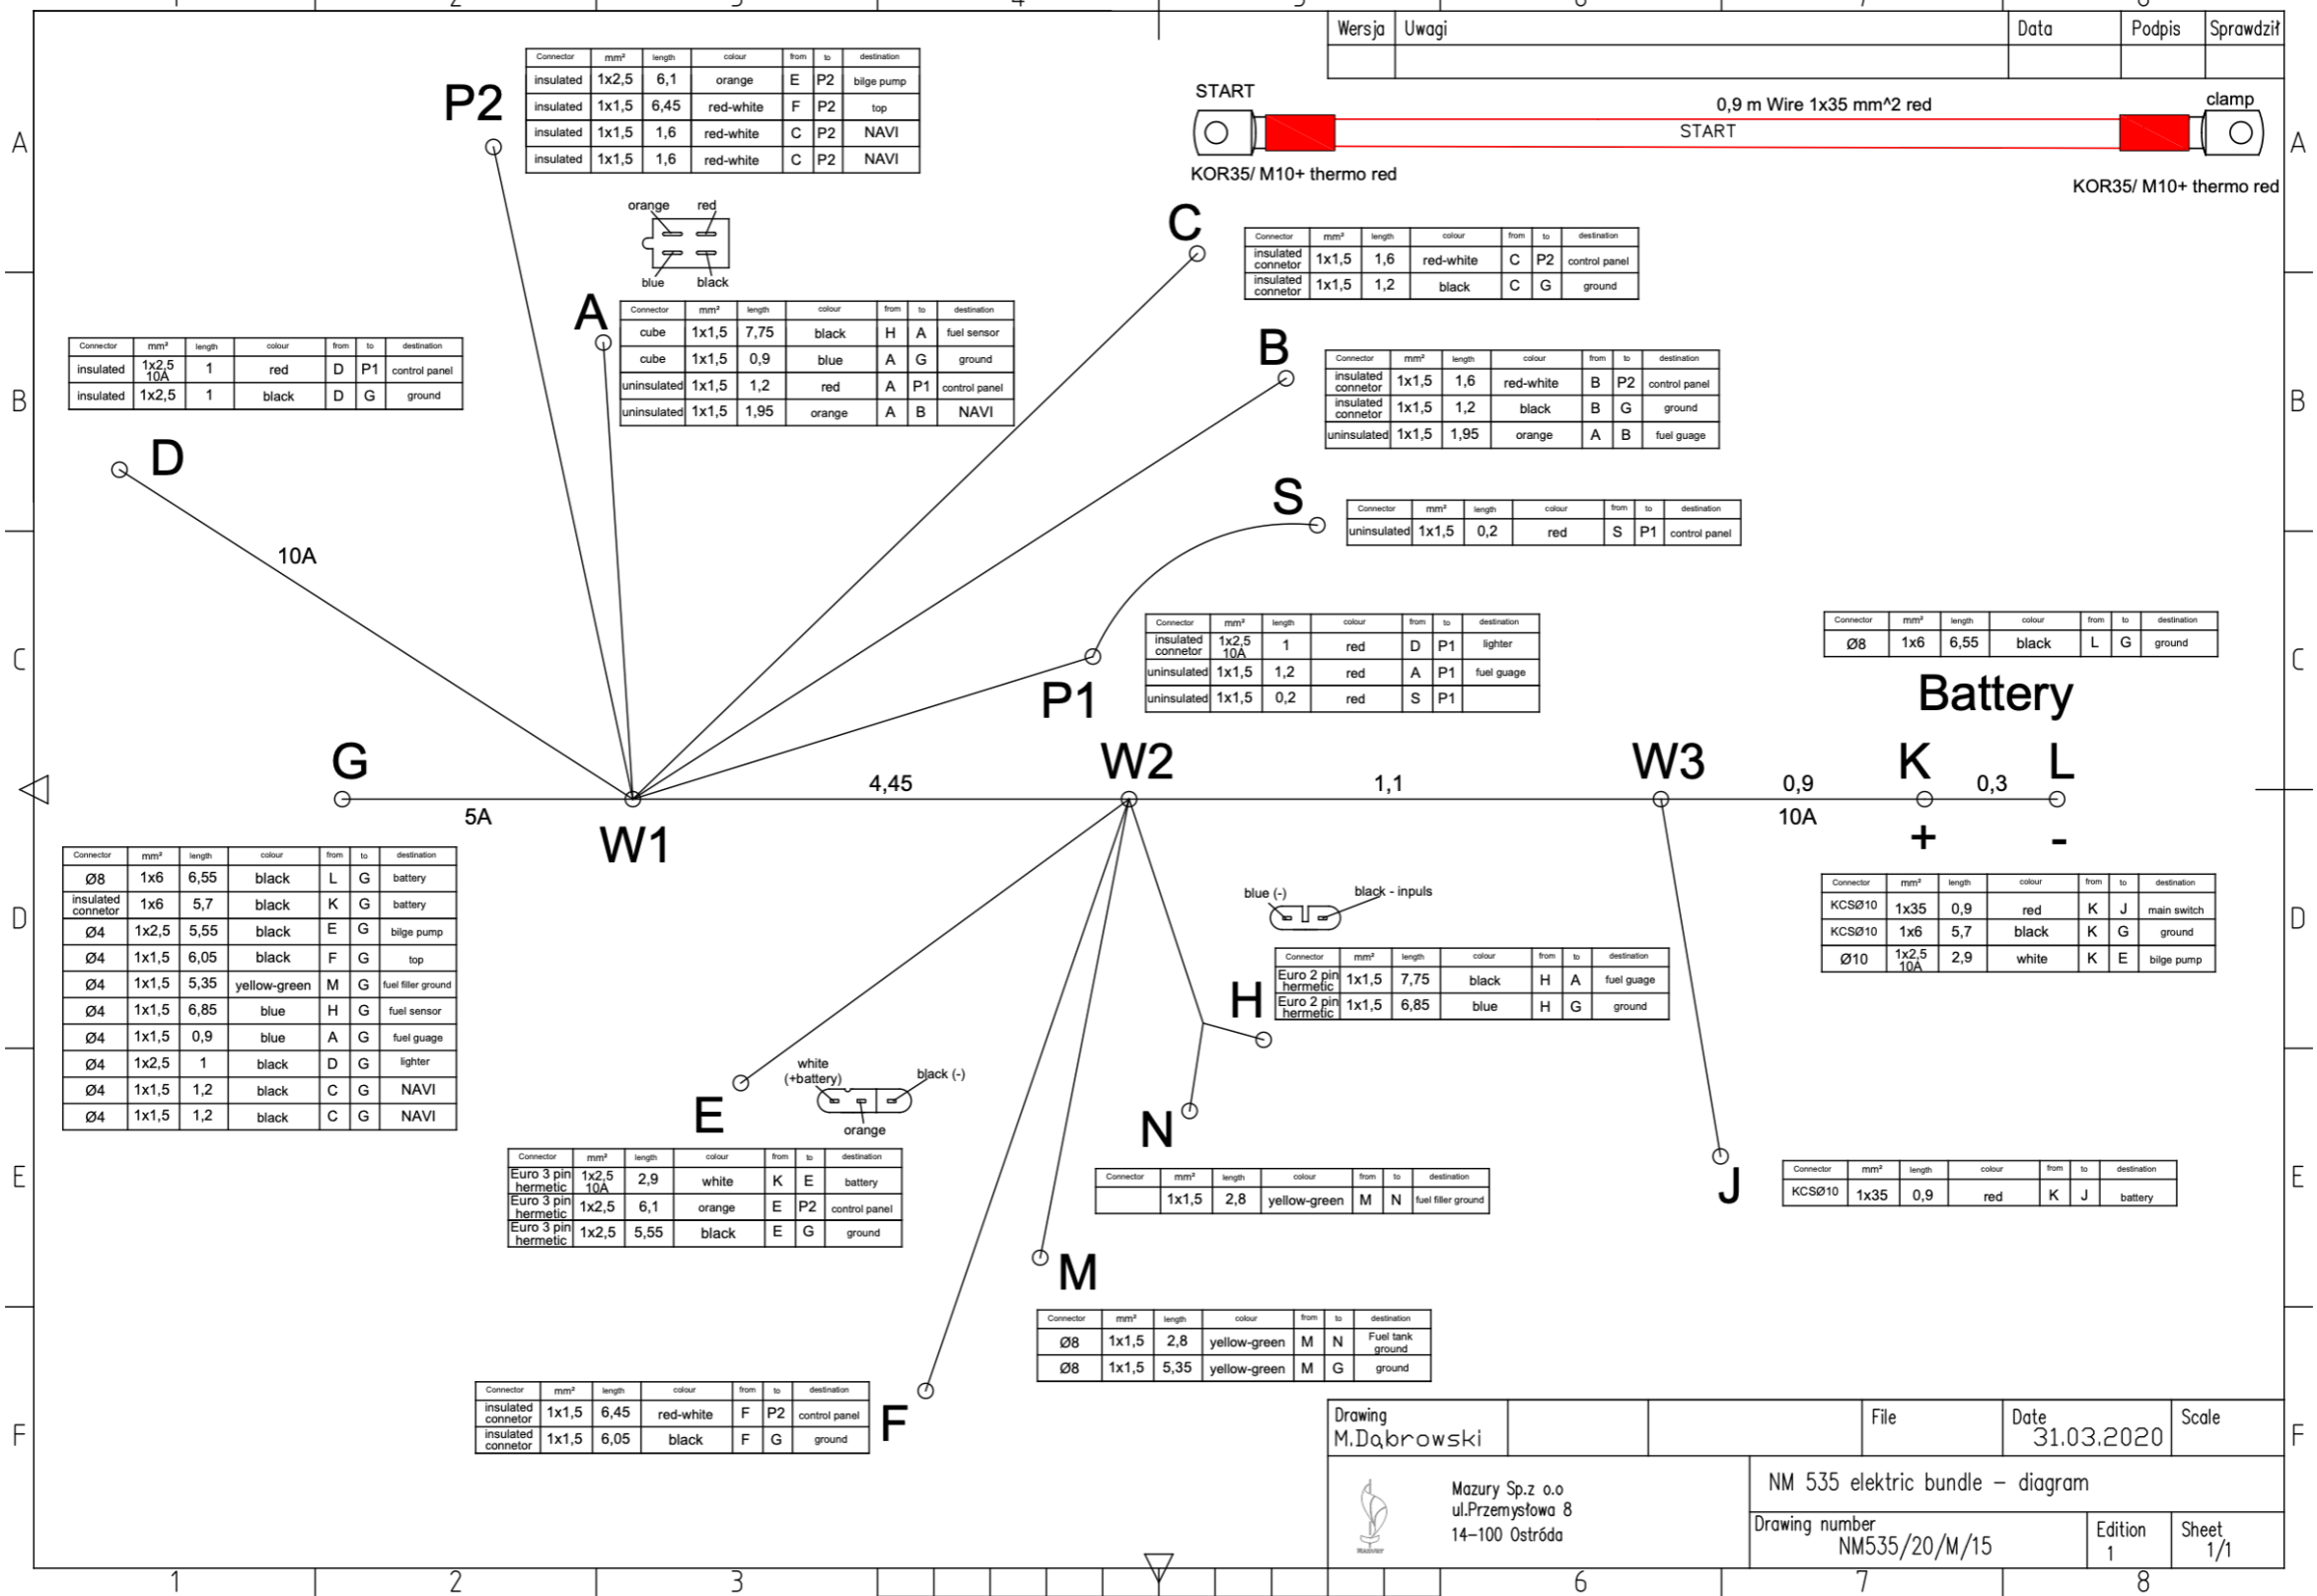 1 2 3 4 5 6 7 8
Wersja Uwagi Data Podpis Sprawdził
A
START
0,9 m Wire 1x35 mm^2 red
clamp
START
KOR35/ M10+ thermo red
KOR35/ M10+ thermo red
A
P2
Connector mm² length colour from to destination
insulated 1x2,5 6,1 orange E P2 bilge pump
insulated 1x1,5 6,45 red-white F P2 top
insulated 1x1,5 1,6 red-white C P2 NAVI
insulated 1x1,5 1,6 red-white C P2 NAVI
orange red
blue black
C
Connector mm² length colour from to destination
insulated connetor 1x1,5 1,6 red-white C P2 control panel
insulated connetor 1x1,5 1,2 black C G ground
A
Connector mm² length colour from to destination
cube 1x1,5 7,75 black H A fuel sensor
cube 1x1,5 0,9 blue A G ground
uninsulated 1x1,5 1,2 red A P1 control panel
uninsulated 1x1,5 1,95 orange A B NAVI
B
Connector mm² length colour from to destination
insulated 1x2,5 10A 1 red D P1 control panel
insulated 1x2,5 1 black D G ground
D
10A
B
Connector mm² length colour from to destination
insulated connetor 1x1,5 1,6 red-white B P2 control panel
insulated connetor 1x1,5 1,2 black B G ground
uninsulated 1x1,5 1,95 orange A B fuel guage
B
S
Connector mm² length colour from to destination
uninsulated 1x1,5 0,2 red S P1 control panel
C
P1
Connector mm² length colour from to destination
insulated connetor 1x2,5 10A 1 red D P1 lighter
uninsulated 1x1,5 1,2 red A P1 fuel guage
uninsulated 1x1,5 0,2 red S P1
Connector mm² length colour from to destination
Ø8 1x6 6,55 black L G ground
C
Battery
G W2 W3 K L
4,45 1,1 0,9 0,3
5A 10A
W1
+ -
D
Connector mm² length colour from to destination
Ø8 1x6 6,55 black L G battery
insulated connetor 1x6 5,7 black K G battery
Ø4 1x2,5 5,55 black E G bilge pump
Ø4 1x1,5 6,05 black F G top
Ø4 1x1,5 5,35 yellow-green M G fuel filler ground
Ø4 1x1,5 6,85 blue H G fuel sensor
Ø4 1x1,5 0,9 blue A G fuel guage
Ø4 1x2,5 1 black D G lighter
Ø4 1x1,5 1,2 black C G NAVI
Ø4 1x1,5 1,2 black C G NAVI
blue (-) black - inpuls
H
Connector mm² length colour from to destination
Euro 2 pin hermetic 1x1,5 7,75 black H A fuel guage
Euro 2 pin hermetic 1x1,5 6,85 blue H G ground
Connector mm² length colour from to destination
KCSØ10 1x35 0,9 red K J main switch
KCSØ10 1x6 5,7 black K G ground
Ø10 1x2,5 10A 2,9 white K E bilge pump
D
E
white
(+battery)
black (-)
orange
E
Connector mm² length colour from to destination
Euro 3 pin hermetic 1x2,5 10A 2,9 white K E battery
Euro 3 pin hermetic 1x2,5 6,1 orange E P2 control panel
Euro 3 pin hermetic 1x2,5 5,55 black E G ground
N
Connector mm² length colour from to destination
1x1,5 2,8 yellow-green M N fuel filler ground
J
Connector mm² length colour from to destination
KCSØ10 1x35 0,9 red K J battery
E
M
Connector mm² length colour from to destination
Ø8 1x1,5 2,8 yellow-green M N Fuel tank ground
Ø8 1x1,5 5,35 yellow-green M G ground
F
Connector mm² length colour from to destination
insulated connetor 1x1,5 6,45 red-white F P2 control panel
insulated connetor 1x1,5 6,05 black F G ground
F
Drawing
M.Dąbrowski
File
Date
31.03.2020
Scale
F
Mazury Sp.z o.o
ul.Przemysłowa 8
14-100 Ostróda
NM 535 elektric bundle - diagram
Drawing number
NM535/20/M/15
Edition
1
Sheet
1/1
1 2 3 6 7 8